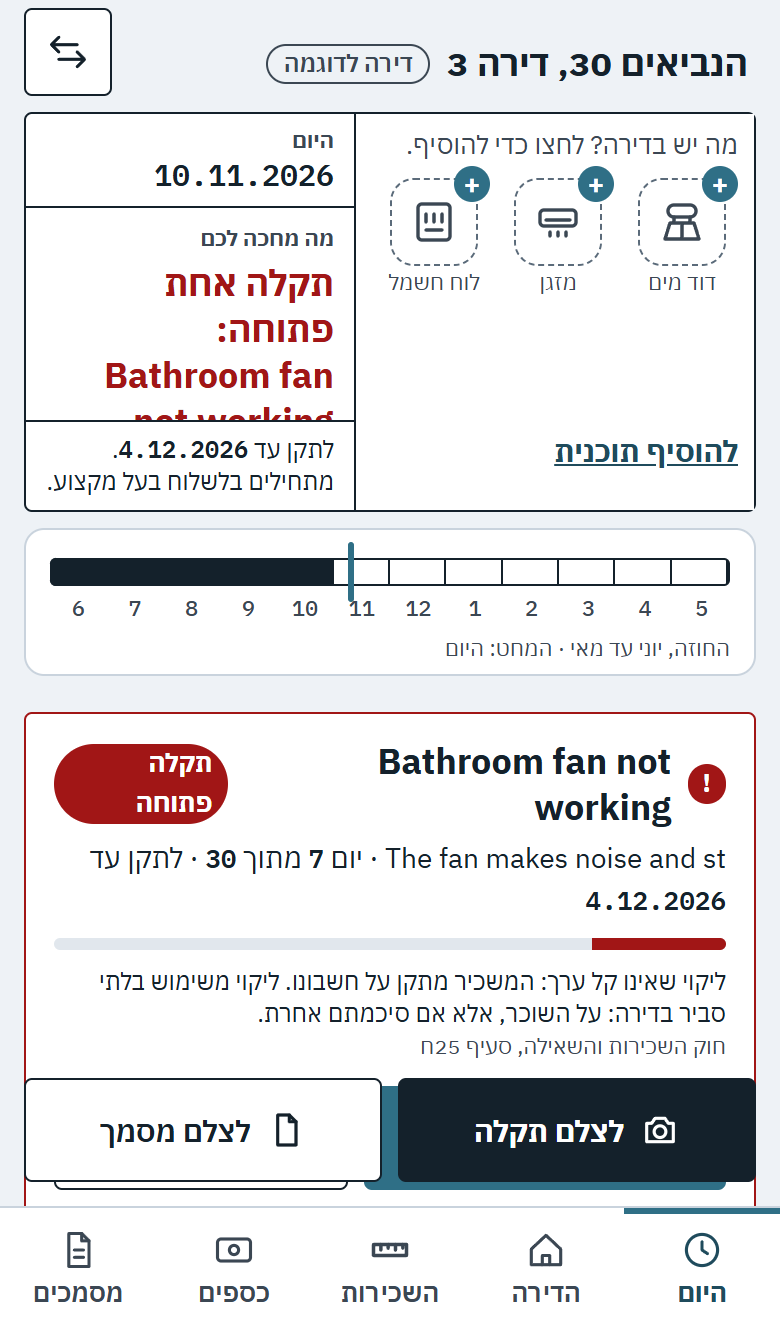 הנביאים 30, דירה 3
דירה לדוגמה
מה יש בדירה? לחצו כדי להוסיף.
דוד מים
מזגן
לוח חשמל
להוסיף תוכנית
היום
10.11.2026
מה מחכה לכם
תקלה אחת
פתוחה:
Bathroom fan
not working
לתקן עד 4.12.2026.
מתחילים בלשלוח בעל מקצוע.
6 7 8 9 10 11 12 1 2 3 4 5
החוזה, יוני עד מאי · המחט: היום
!
Bathroom fan not
working
תקלה
פתוחה
The fan makes noise and st · יום 7 מתוך 30 · לתקן עד
4.12.2026
ליקוי שאינו קל ערך: המשכיר מתקן על חשבונו. ליקוי משימוש בלתי
סביר בדירה: על השוכר, אלא אם סיכמתם אחרת.
חוק השכירות והשאילה, סעיף 25ח
לצלם תקלה
לצלם מסמך
היום
הדירה
השכירות
כספים
מסמכים